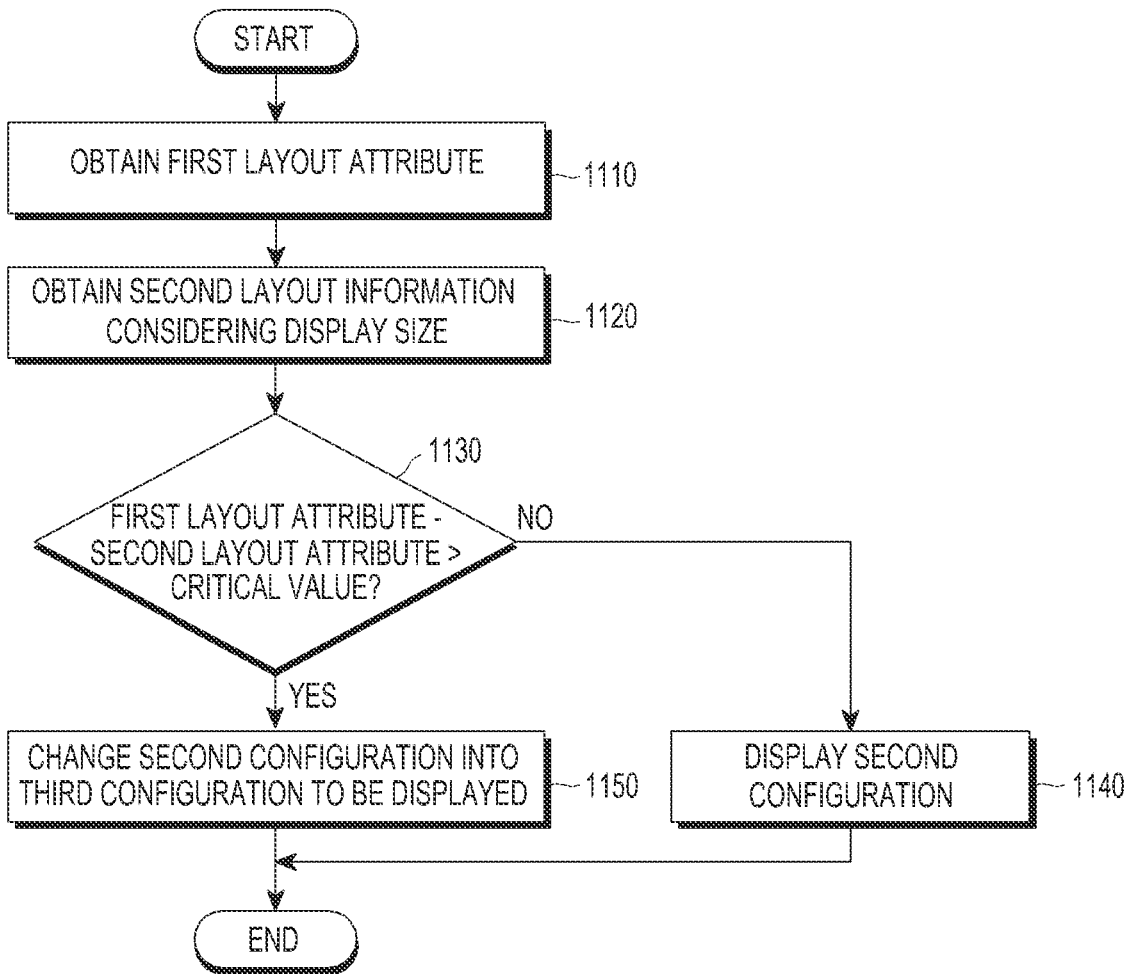 START
OBTAIN FIRST LAYOUT ATTRIBUTE
1110
OBTAIN SECOND LAYOUT INFORMATION
CONSIDERING DISPLAY SIZE
1120
1130
FIRST LAYOUT ATTRIBUTE -
SECOND LAYOUT ATTRIBUTE >
CRITICAL VALUE?
NO
YES
CHANGE SECOND CONFIGURATION INTO
THIRD CONFIGURATION TO BE DISPLAYED
1150
DISPLAY SECOND
CONFIGURATION
1140
END